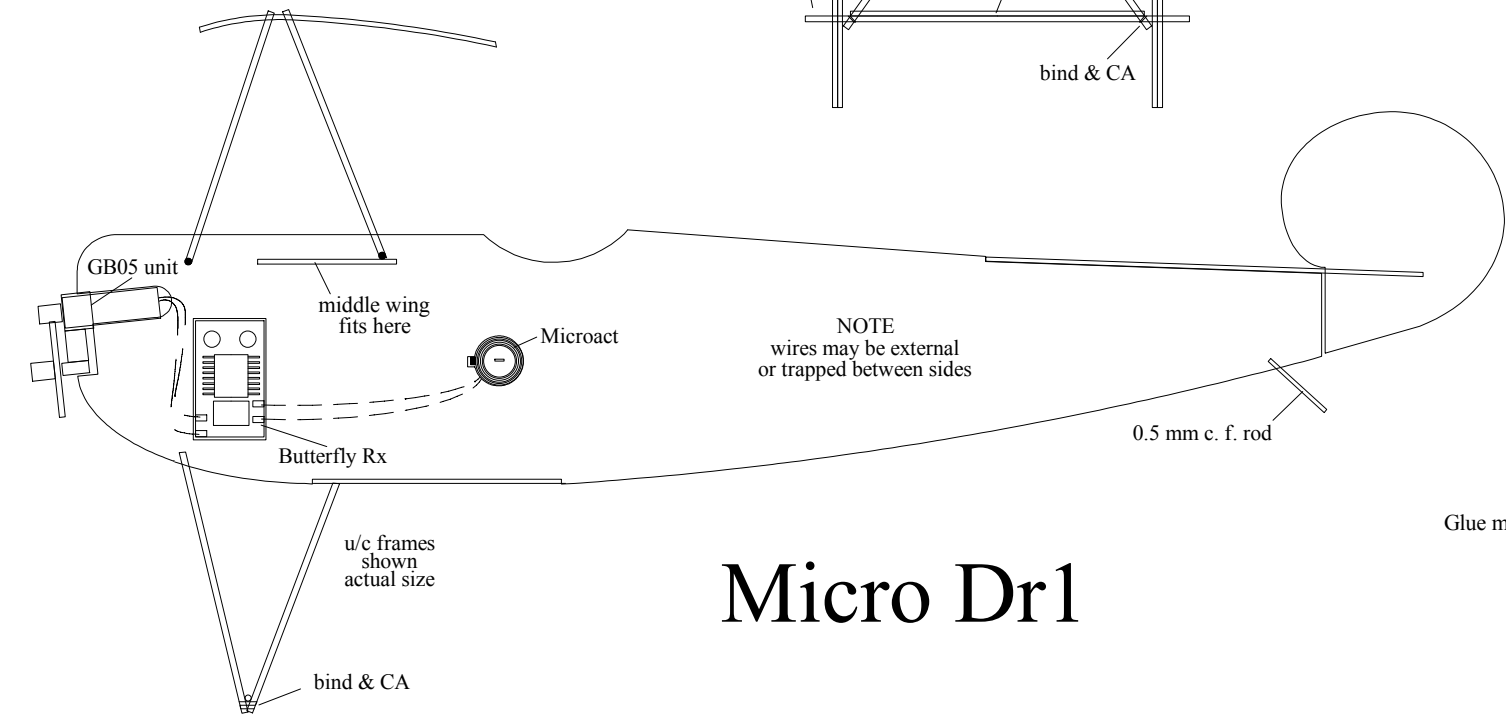 bind & CA
GB05 unit
middle wing
fits here
Microact
NOTE
wires may be external
or trapped between sides
0.5 mm c. f. rod
Butterfly Rx
Glue m
u/c frames
shown
actual size
Micro Dr1
bind & CA